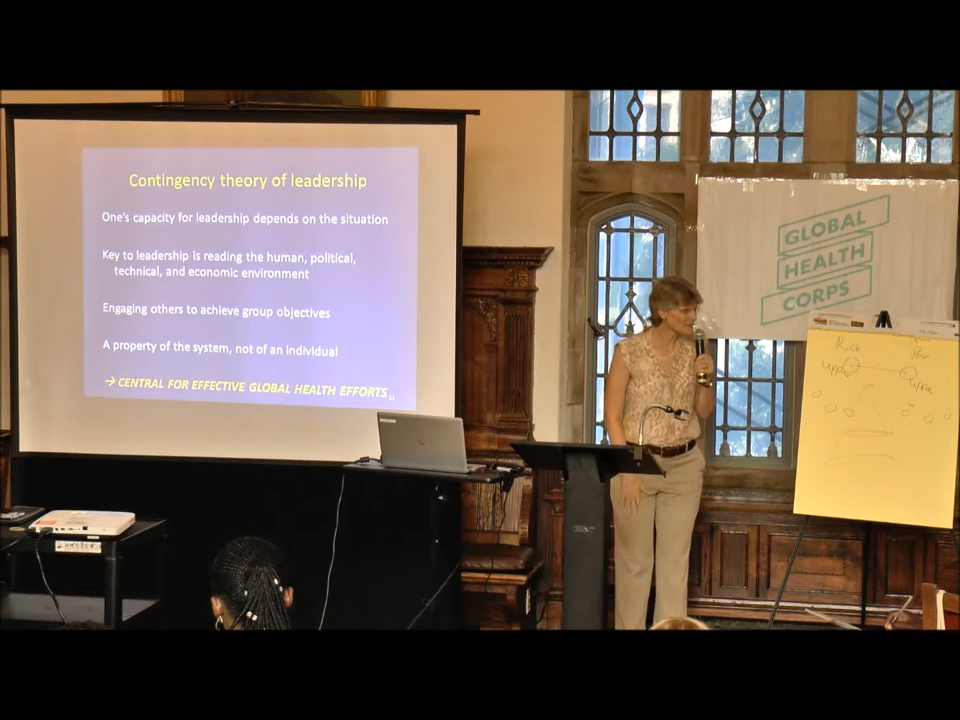 Contingency theory of leadership
One's capacity for leadership depends on the situation
Key to leadership is reading the human, political,
technical, and economic environment
Engaging others to achieve group objectives
A property of the system, not of an individual
→ CENTRAL FOR EFFECTIVE GLOBAL HEALTH EFFORTS
GLOBAL
HEALTH
CORPS
Rich
Poor